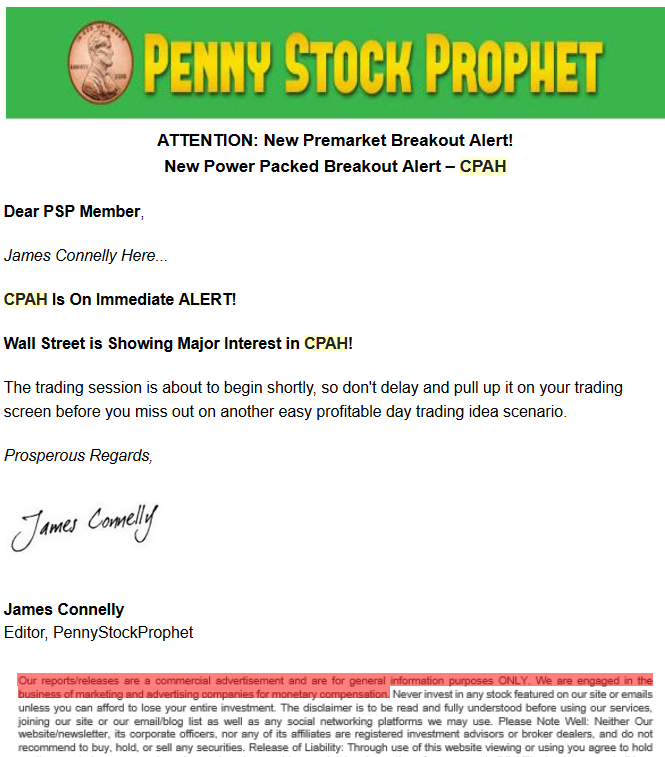 PENNY STOCK PROPHET
ATTENTION: New Premarket Breakout Alert!
New Power Packed Breakout Alert – CPAH
Dear PSP Member,
James Connelly Here...
CPAH Is On Immediate ALERT!
Wall Street is Showing Major Interest in CPAH!
The trading session is about to begin shortly, so don't delay and pull up it on your trading
screen before you miss out on another easy profitable day trading idea scenario.
Prosperous Regards,
James Connelly
James Connelly
Editor, PennyStockProphet
Our reports/releases are a commercial advertisement and are for general information purposes ONLY. We are engaged in the
business of marketing and advertising companies for monetary compensation. Never invest in any stock featured on our site or emails
unless you can afford to lose your entire investment. The disclaimer is to be read and fully understood before using our services,
joining our site or our email/blog list as well as any social networking platforms we may use. Please Note Well: Neither Our
website/newsletter, its corporate officers, nor any of its affiliates are registered investment advisors or broker dealers, and do not
recommend to buy, hold, or sell any securities. Release of Liability: Through use of this website viewing or using you agree to hold